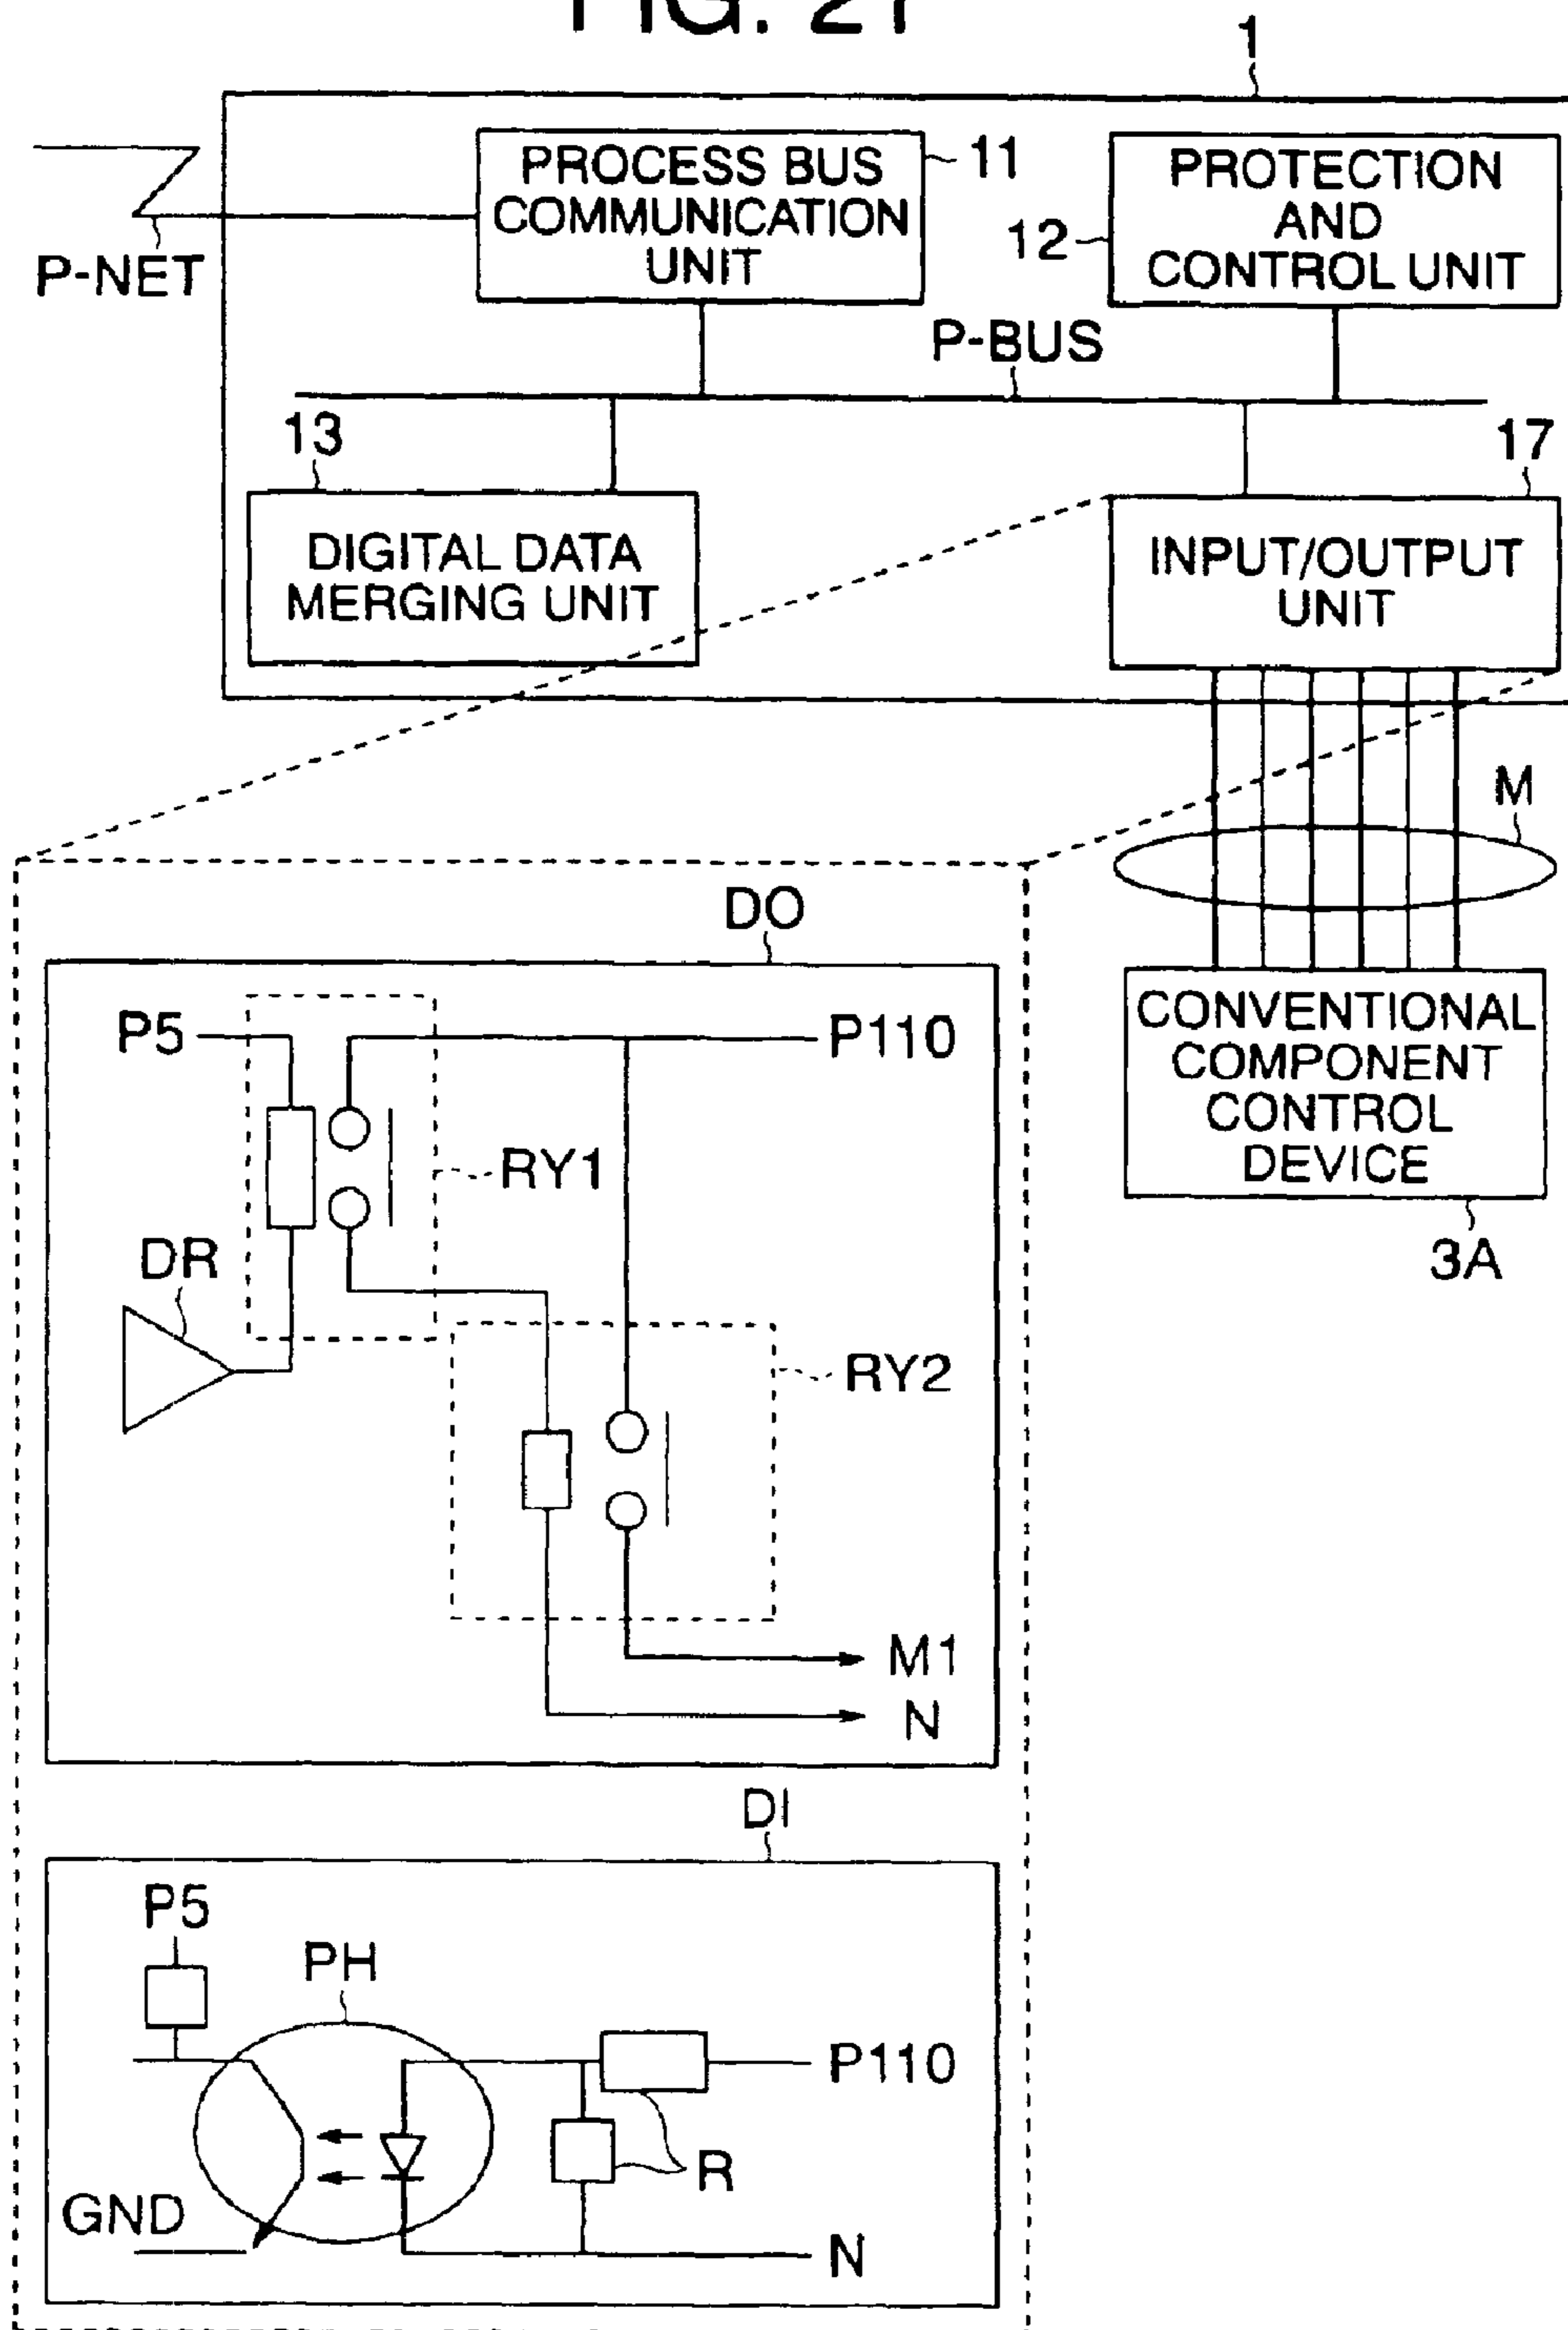 FIG. 21
1
PROCESS BUS
COMMUNICATION
UNIT
11
PROTECTION
AND
CONTROL UNIT
12
P-NET
P-BUS
13
17
DIGITAL DATA
MERGING UNIT
INPUT/OUTPUT
UNIT
M
DO
P5
P110
CONVENTIONAL
COMPONENT
CONTROL
DEVICE
RY1
DR
3A
RY2
M1
N
DI
P5
PH
P110
R
GND
N